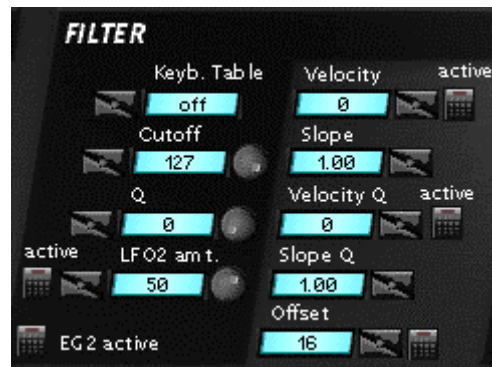 FILTER
Keyb. Table Velocity active
off 0
Cutoff Slope
127 1.00
Q Velocity Q active
0 0
active LFO2 amt. Slope Q
50 1.00
Offset
EG2 active 16